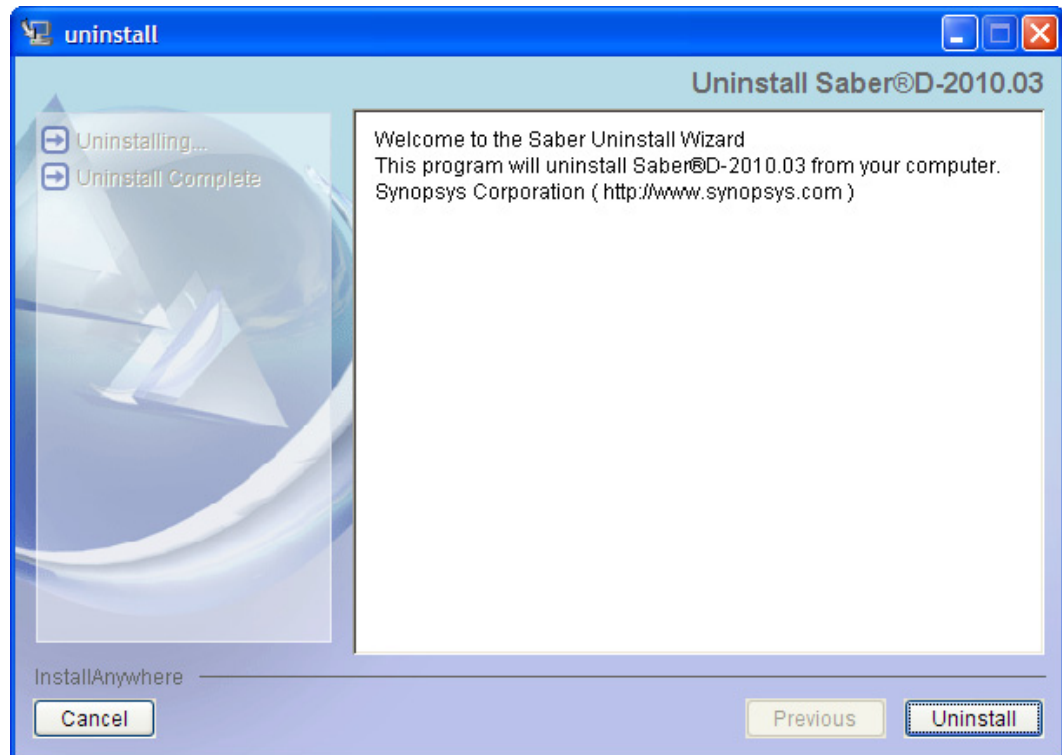 uninstall
Uninstall Saber®D-2010.03
Uninstalling...
Uninstall Complete
Welcome to the Saber Uninstall Wizard
This program will uninstall Saber®D-2010.03 from your computer.
Synopsys Corporation ( http://www.synopsys.com )
InstallAnywhere
Cancel
Previous
Uninstall